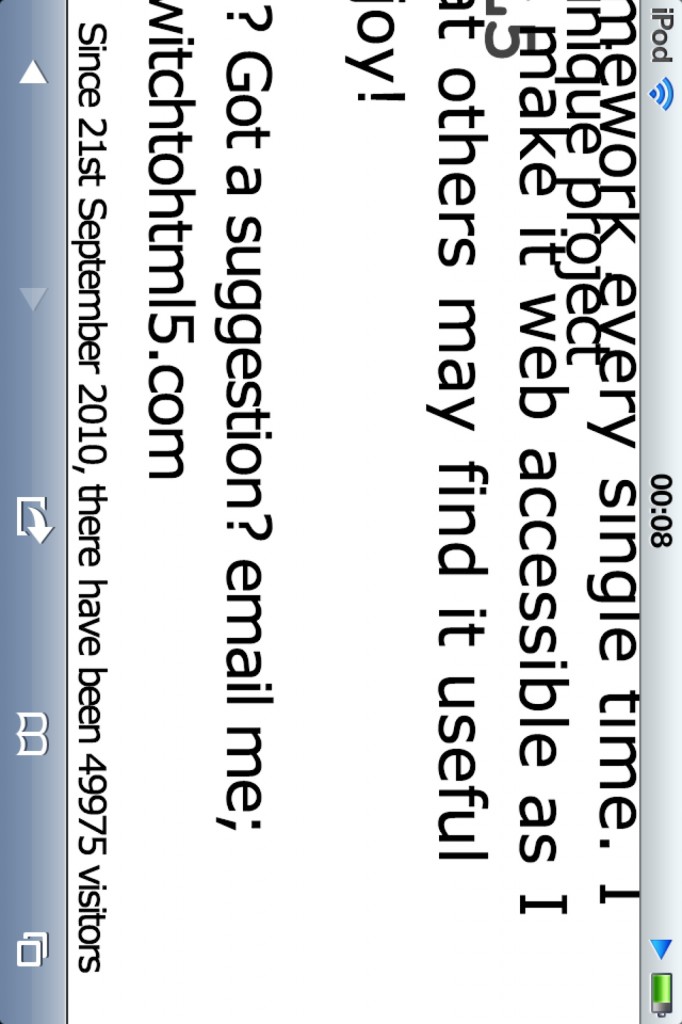 iPod 00:08
mework every single time. I
nique project
make it web accessible as I
L5
at others may find it useful
joy!
? Got a suggestion? email me;
witchtohtml5.com
Since 21st September 2010, there have been 49975 visitors